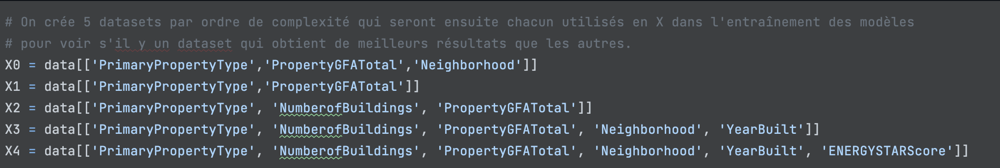 # On crée 5 datasets par ordre de complexité qui seront ensuite chacun utilisés en X dans l'entraînement des modèles
# pour voir s'il y un dataset qui obtient de meilleurs résultats que les autres.
X0 = data[['PrimaryPropertyType','PropertyGFATotal','Neighborhood']]
X1 = data[['PrimaryPropertyType','PropertyGFATotal']]
X2 = data[['PrimaryPropertyType', 'NumberofBuildings', 'PropertyGFATotal']]
X3 = data[['PrimaryPropertyType', 'NumberofBuildings', 'PropertyGFATotal', 'Neighborhood', 'YearBuilt']]
X4 = data[['PrimaryPropertyType', 'NumberofBuildings', 'PropertyGFATotal', 'Neighborhood', 'YearBuilt', 'ENERGYSTARScore']]